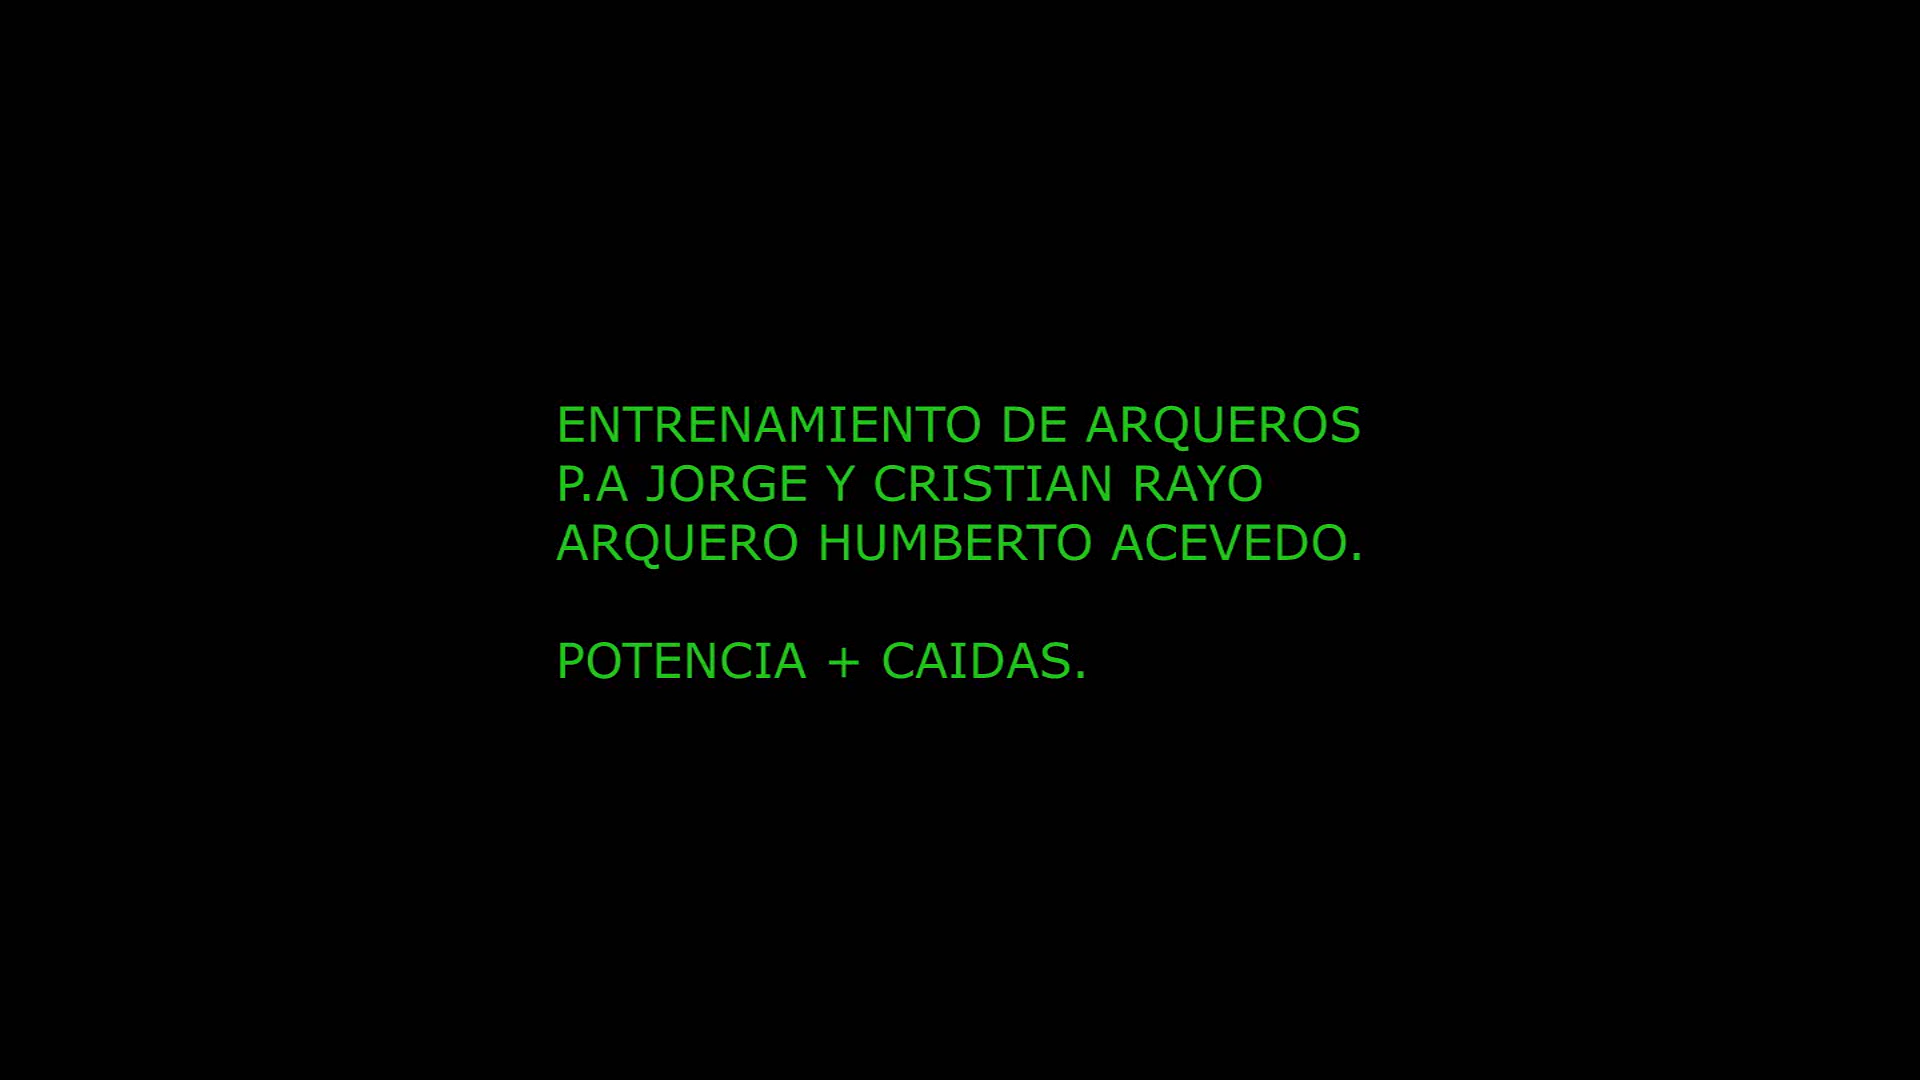 ENTRENAMIENTO DE ARQUEROS
P.A JORGE Y CRISTIAN RAYO
ARQUERO HUMBERTO ACEVEDO.
POTENCIA + CAIDAS.